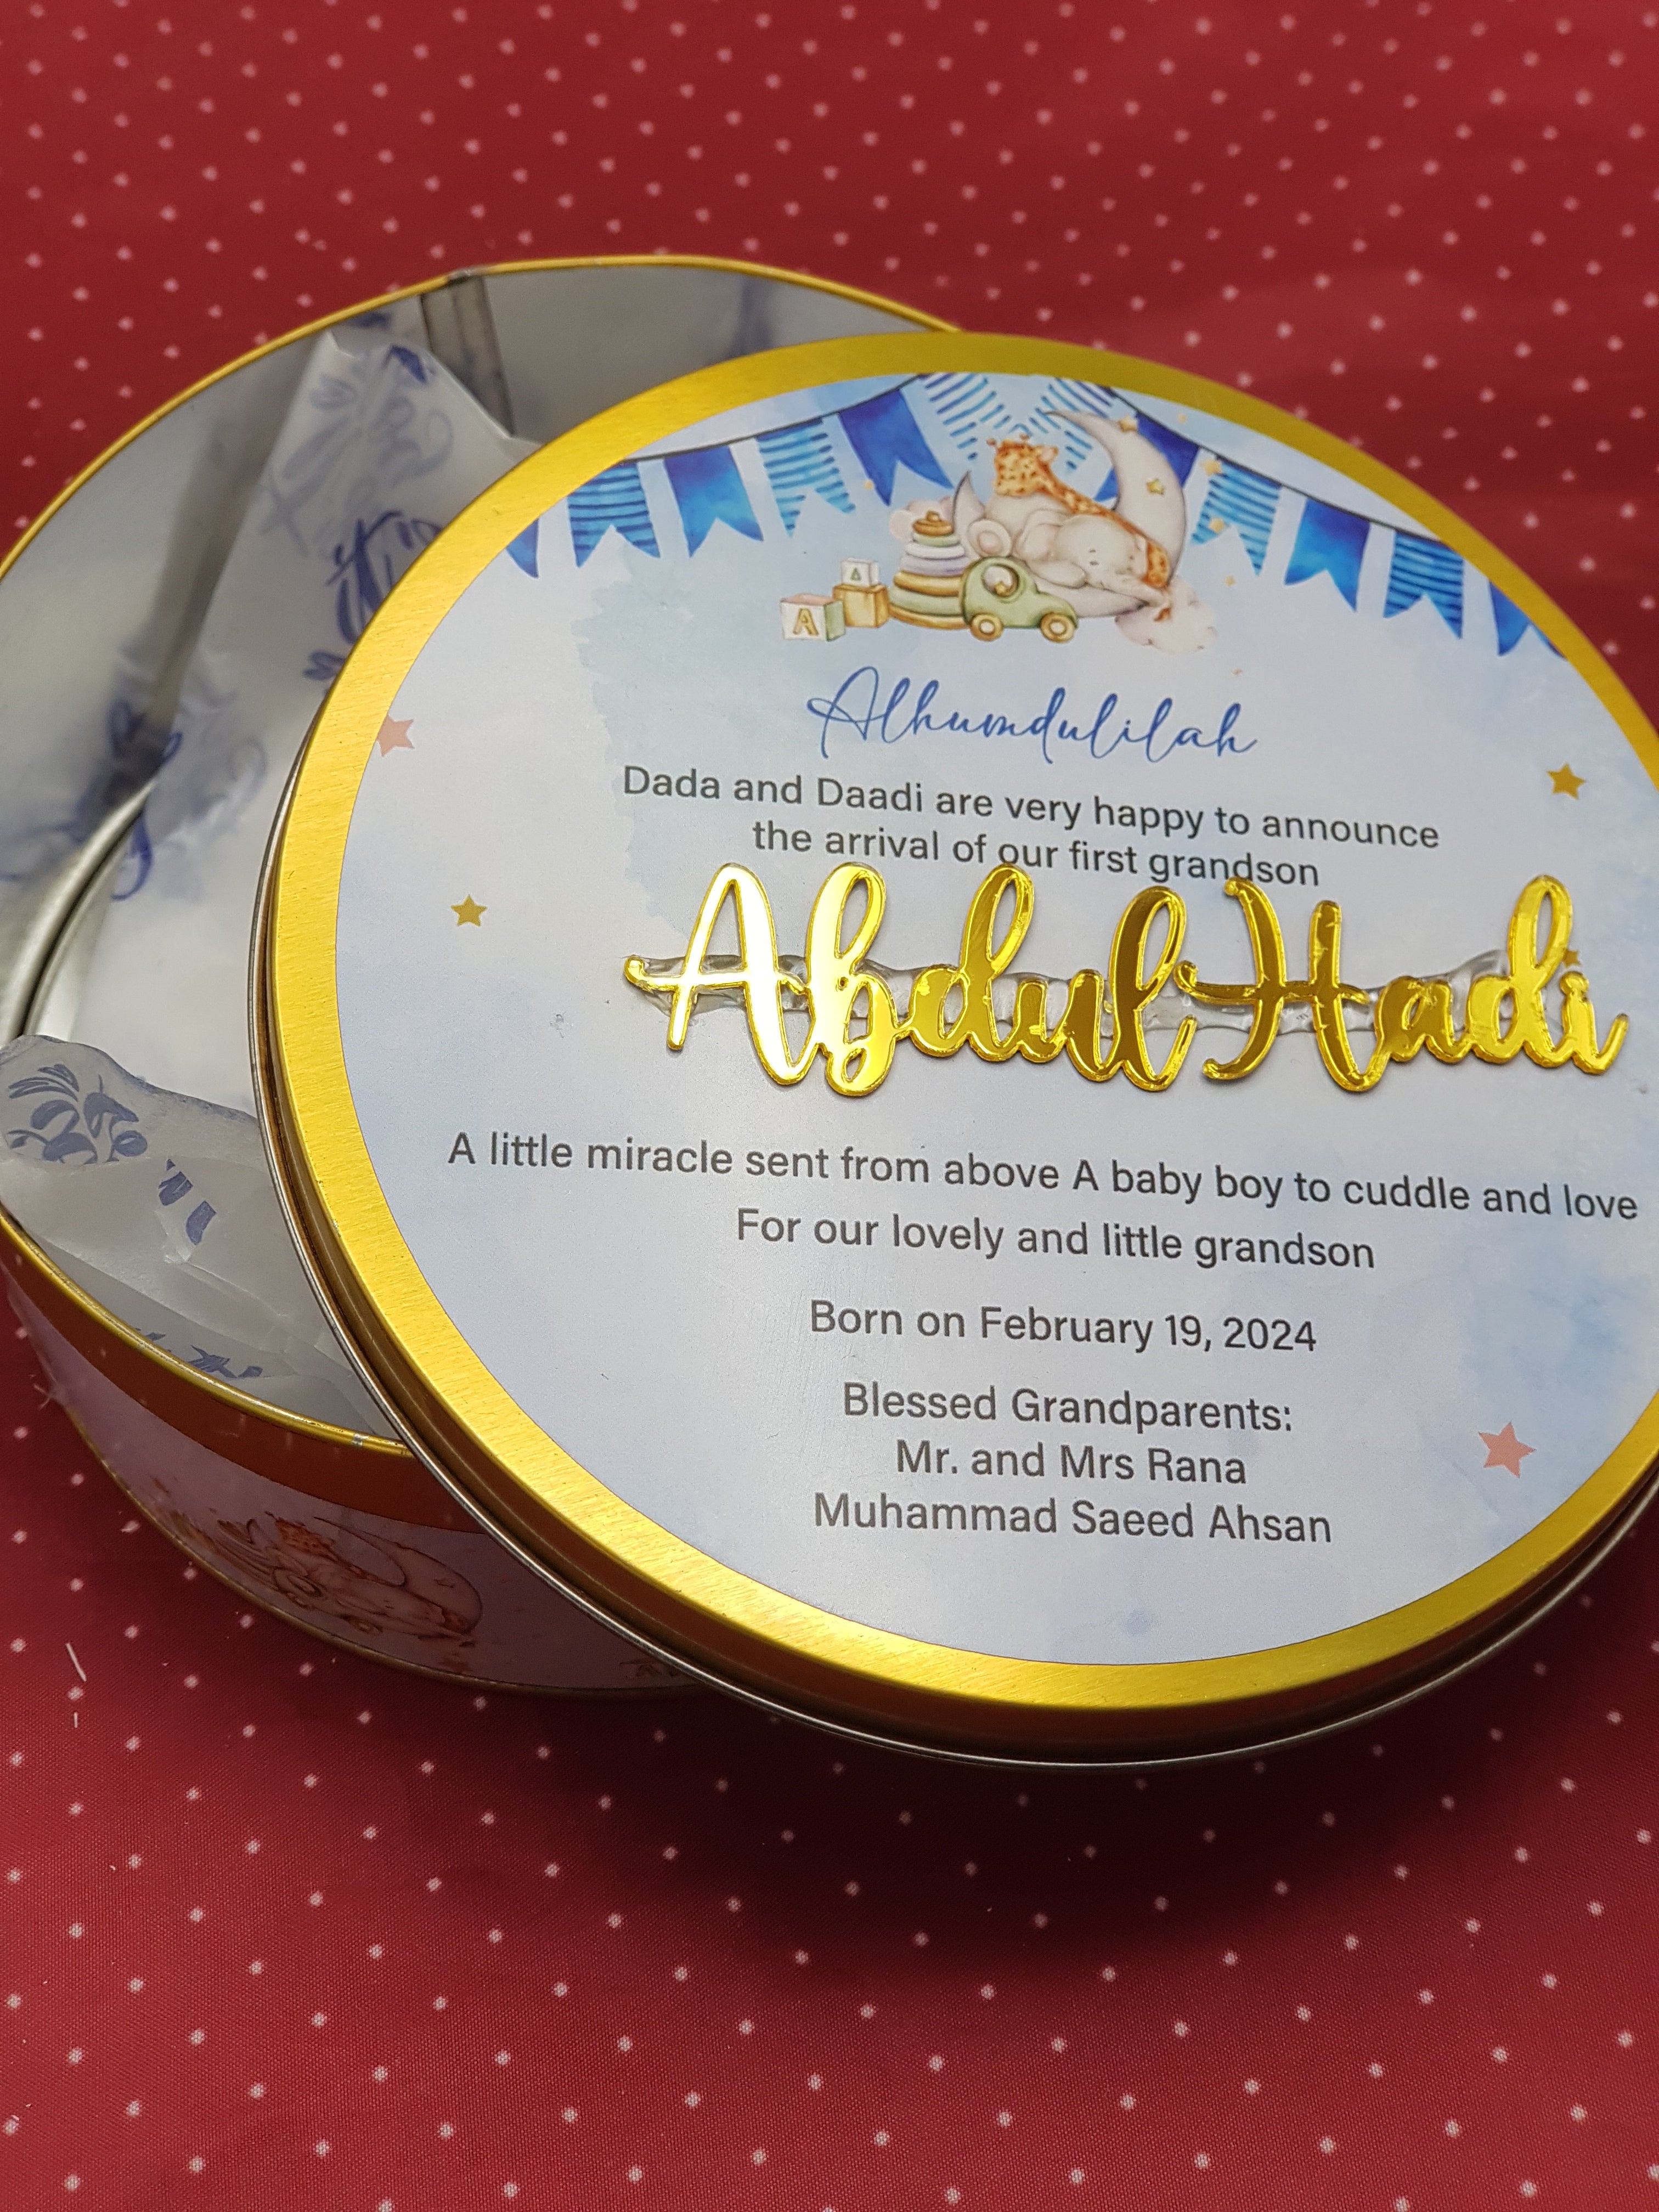 Alhumdulilah
Dada and Daadi are very happy to announce
the arrival of our first grandson
Abdul Hadi
A little miracle sent from above A baby boy to cuddle and love
For our lovely and little grandson
Born on February 19, 2024
Blessed Grandparents:
Mr. and Mrs Rana
Muhammad Saeed Ahsan
A